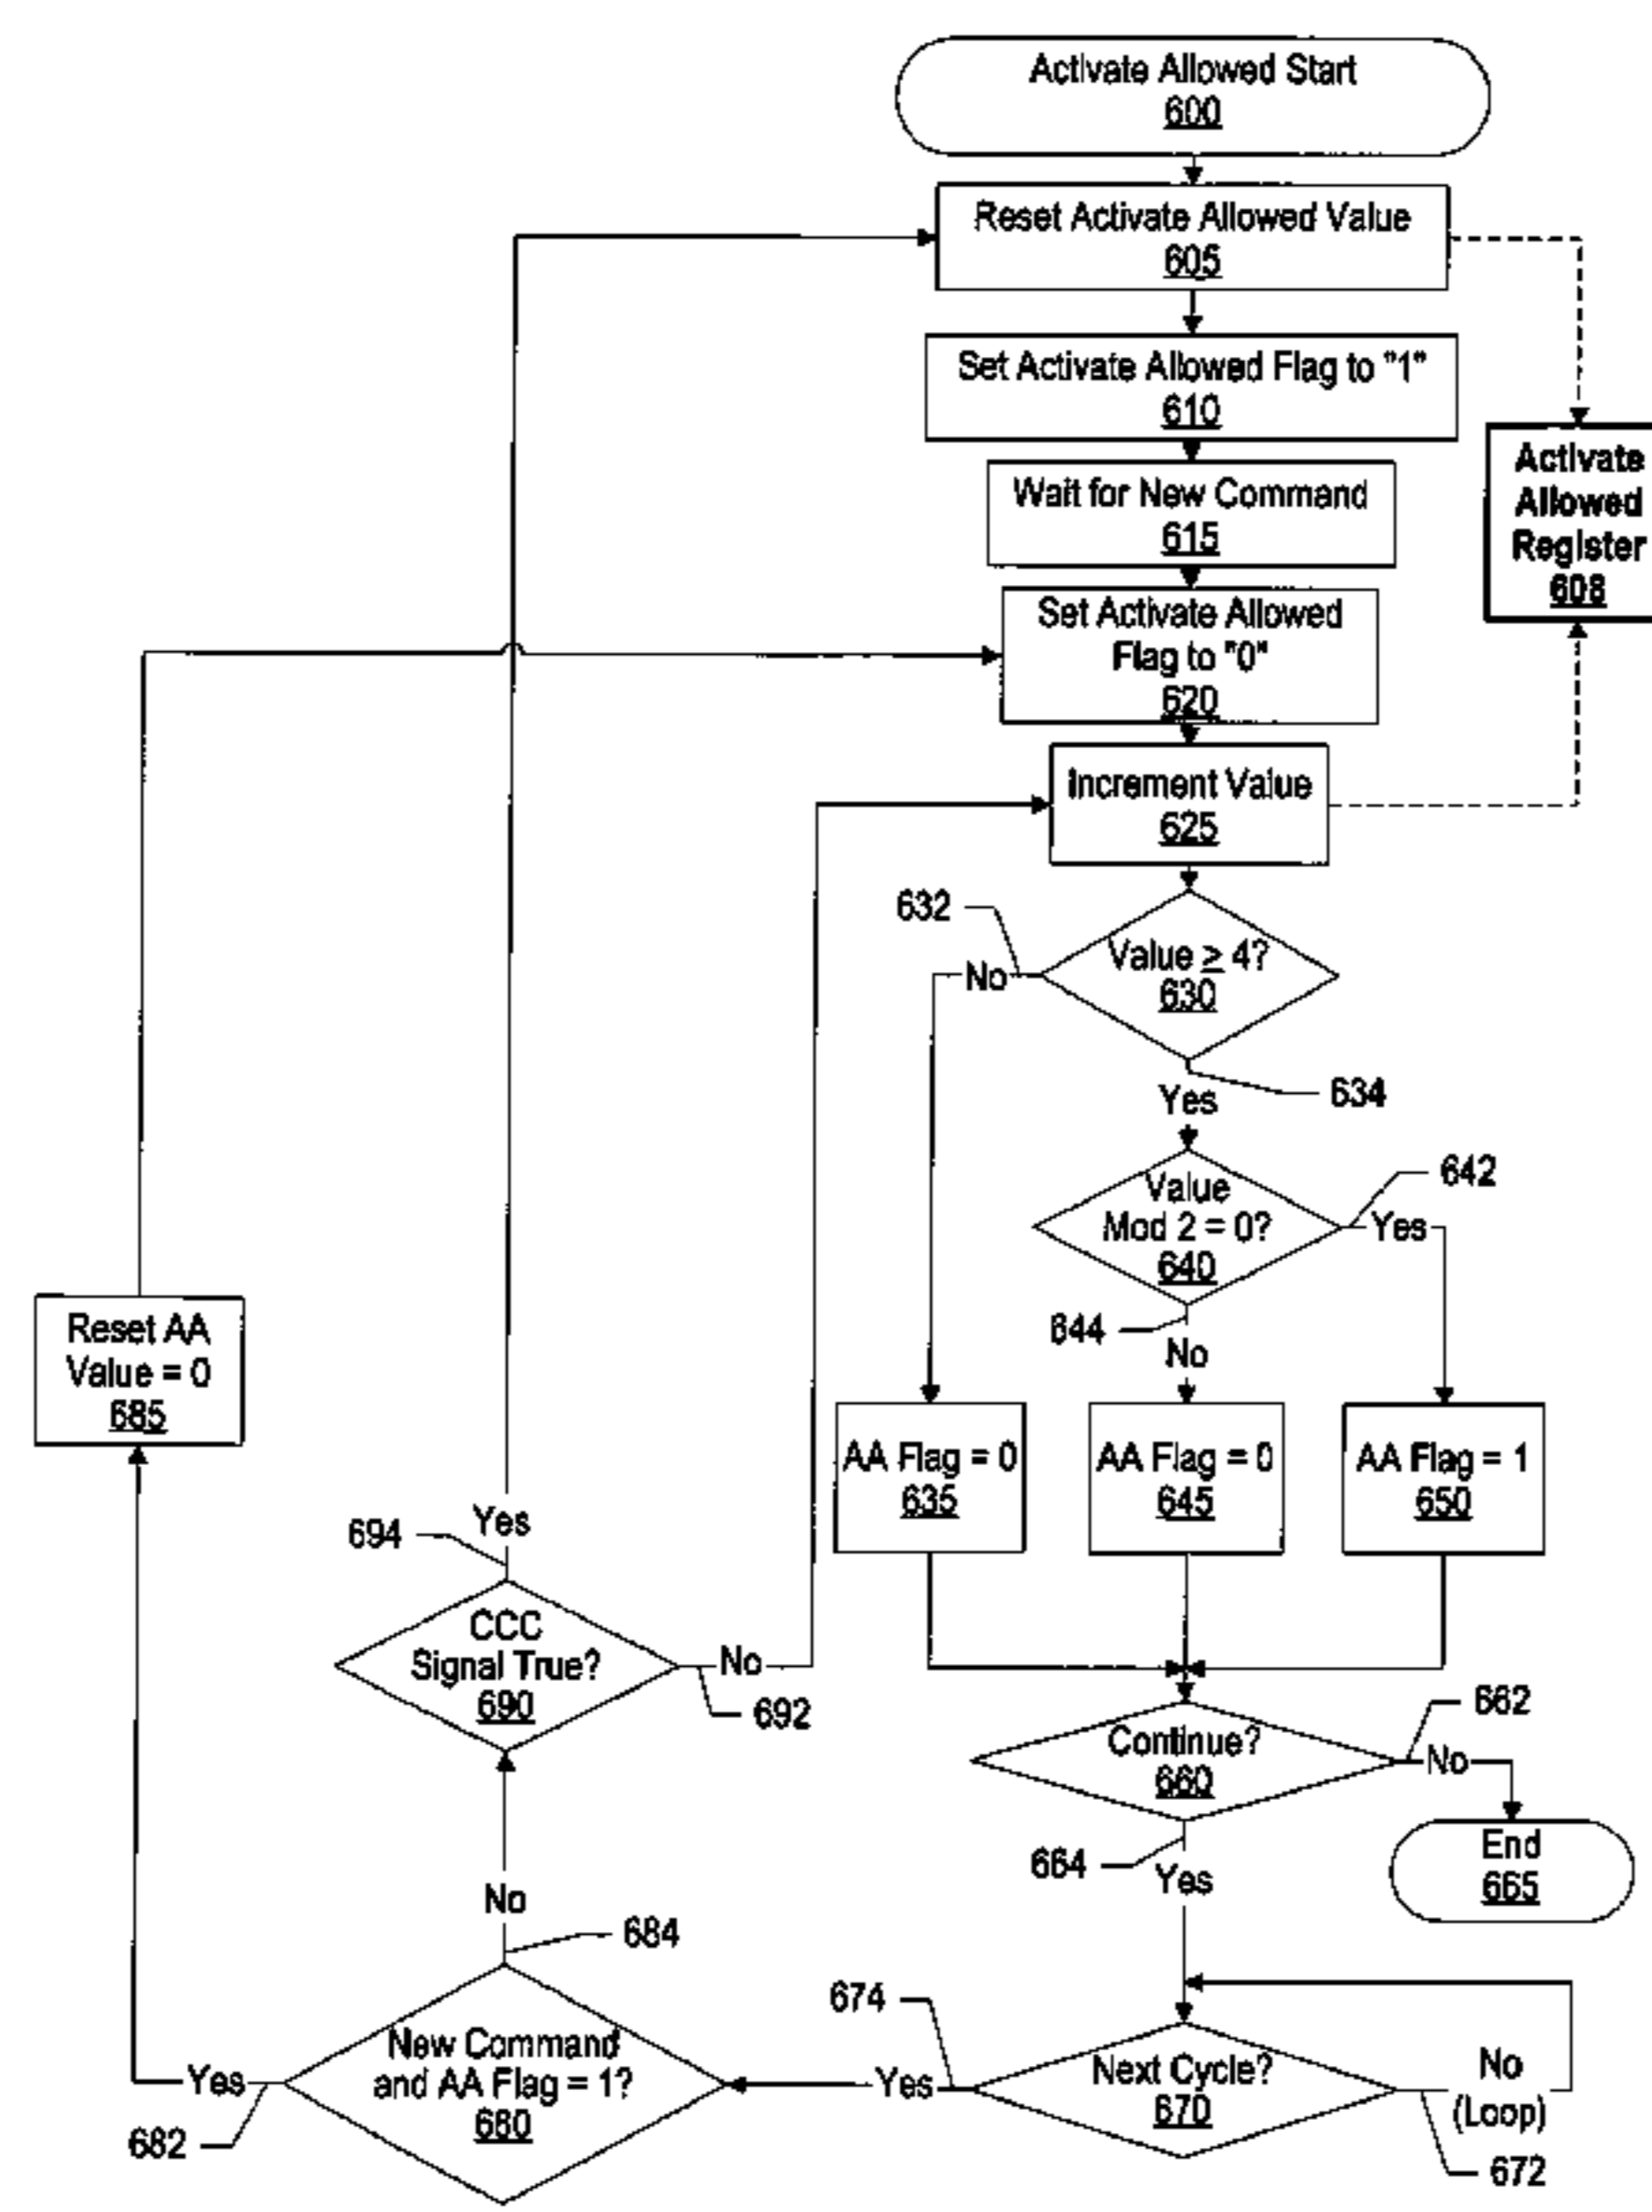 Activate Allowed Start
600
Reset Activate Allowed Value
605
Set Activate Allowed Flag to "1"
610
Activate
Allowed
Register
608
Wait for New Command
615
Set Activate Allowed
Flag to "0"
620
Increment Value
625
632
No
Value ≥ 4?
630
634
Yes
642
Value
Mod 2 = 0?
640
Yes
644
No
Reset AA
Value = 0
685
AA Flag = 0
635
AA Flag = 0
645
AA Flag = 1
650
694
Yes
CCC
Signal True?
690
No
692
Continue?
660
662
No
End
665
664
Yes
No
684
674
New Command
and AA Flag = 1?
680
Yes
682
Yes
Next Cycle?
670
No
(Loop)
672